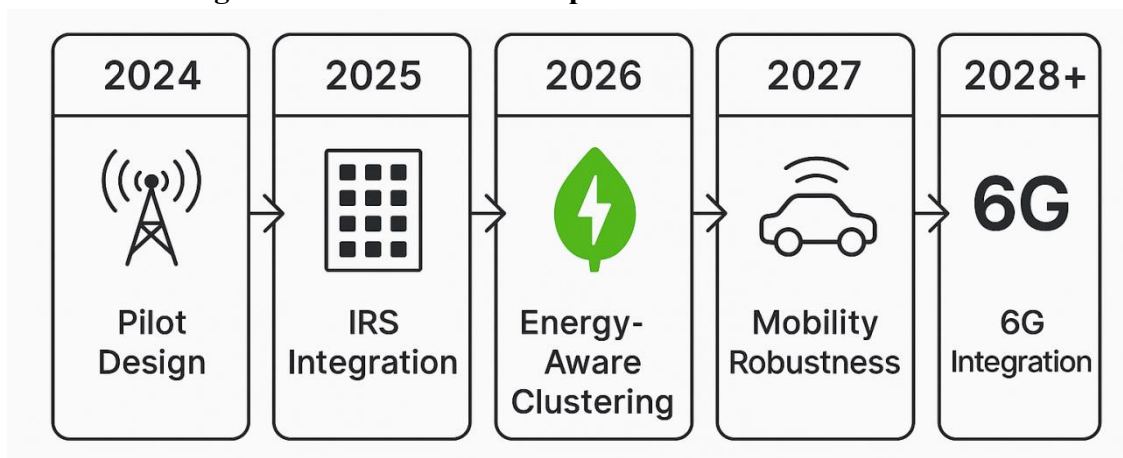 2024
Pilot
Design
2025
IRS
Integration
2026
Energy-
Aware
Clustering
2027
Mobility
Robustness
2028+
6G
6G
Integration